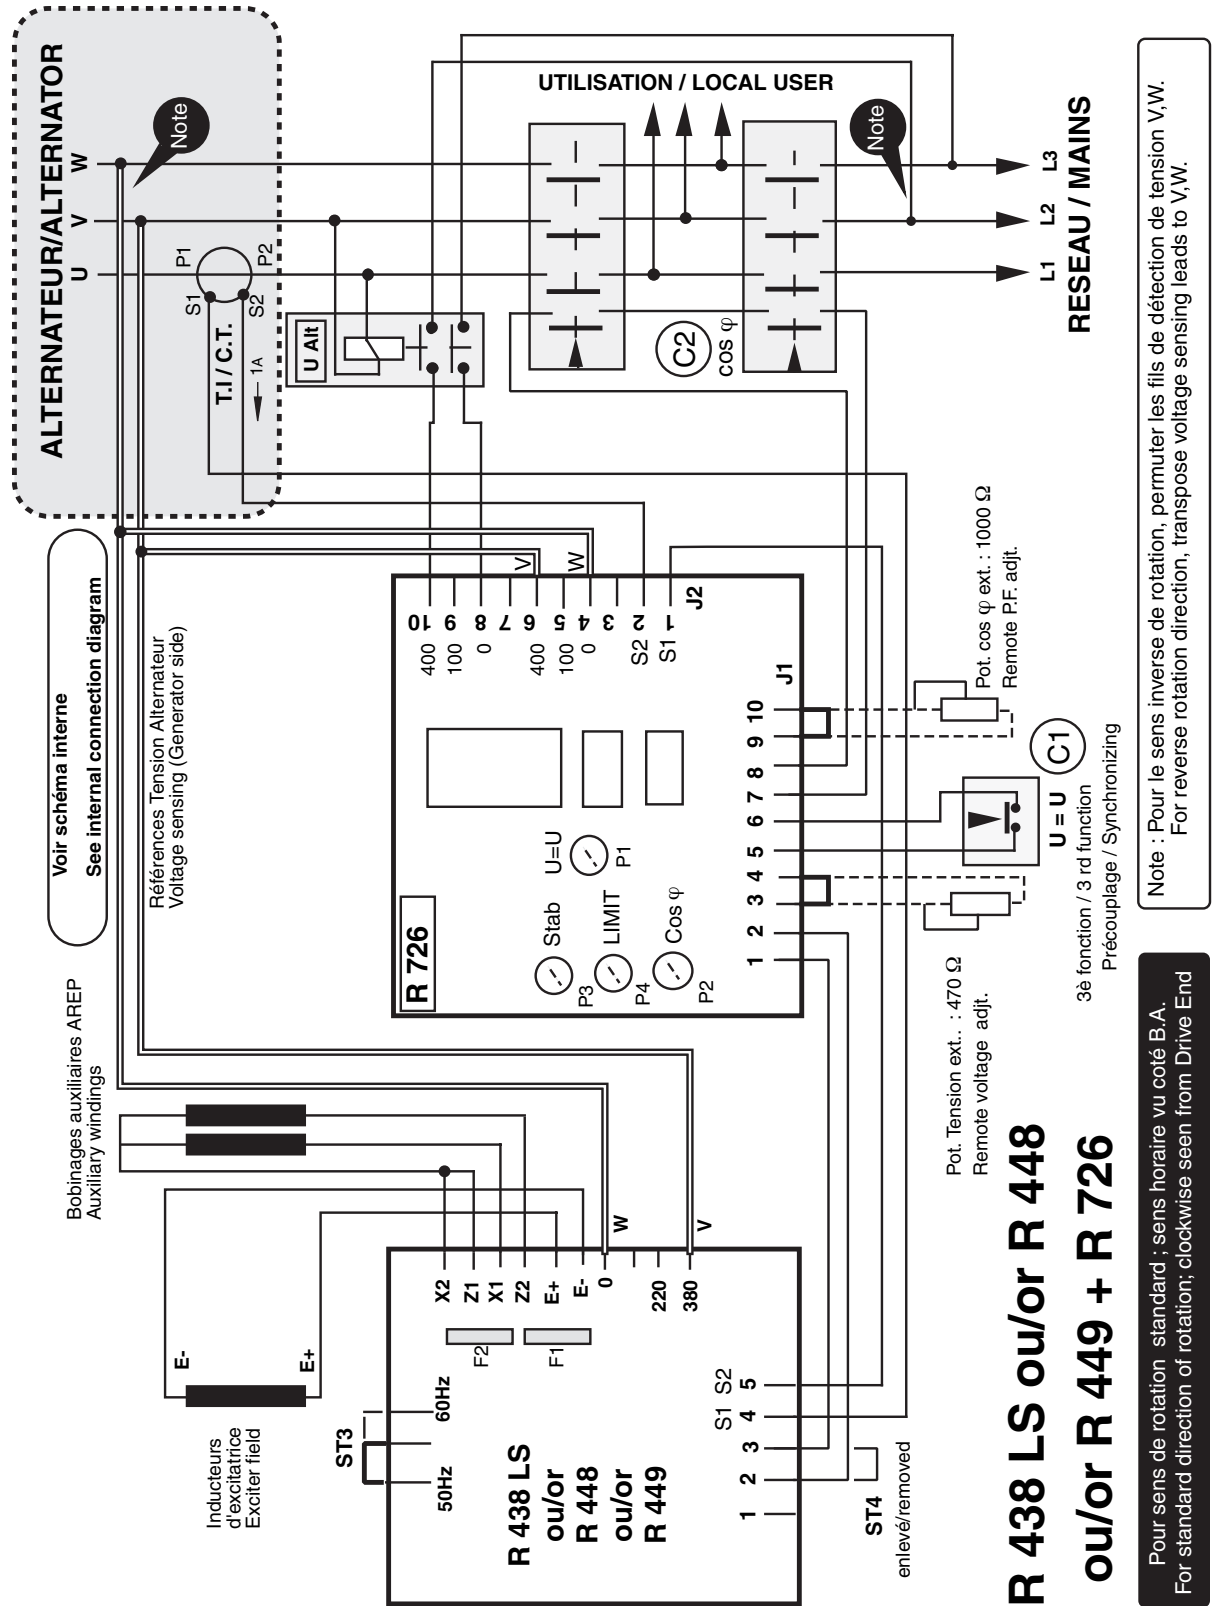 ALTERNATEUR/ALTERNATOR
U
V
W
Note
P1
P2
S1
S2
T.I / C.T.
1A
U Alt
UTILISATION / LOCAL USER
C2
cos φ
Note
L1
L2
L3
RESEAU / MAINS
Voir schéma interne
See internal connection diagram
Références Tension Alternateur
Voltage sensing (Generator side)
V
W
R 726
10
9
8
7
6
5
4
3
2
1
J2
400
100
0
400
100
0
S2
S1
U=U
P1
Stab
P3
LIMIT
P4
Cos φ
P2
1
2
3
4
5
6
7
8
9
10
J1
Pot. cos φ ext. : 1000 Ω
Remote P.F. adjt.
C1
U = U
3è fonction / 3 rd function
Précouplage / Synchronizing
Pot. Tension ext.. : 470 Ω
Remote voltage adjt.
Bobinages auxiliaires AREP
Auxiliary windings
E-
E+
Inducteurs
d'excitatrice
Exciter field
ST3
50Hz
60Hz
X2
Z1
X1
Z2
E+
E-
0
220
380
W
V
F2
F1
R 438 LS
ou/or
R 448
ou/or
R 449
S1
S2
1
2
3
4
5
ST4
enlevé/removed
R 438 LS ou/or R 448
ou/or R 449 + R 726
Pour sens de rotation standard ; sens horaire vu coté B.A.
For standard direction of rotation; clockwise seen from Drive End
Note : Pour le sens inverse de rotation, permuter les fils de détection de tension V,W.
For reverse rotation direction, transpose voltage sensing leads to V,W.